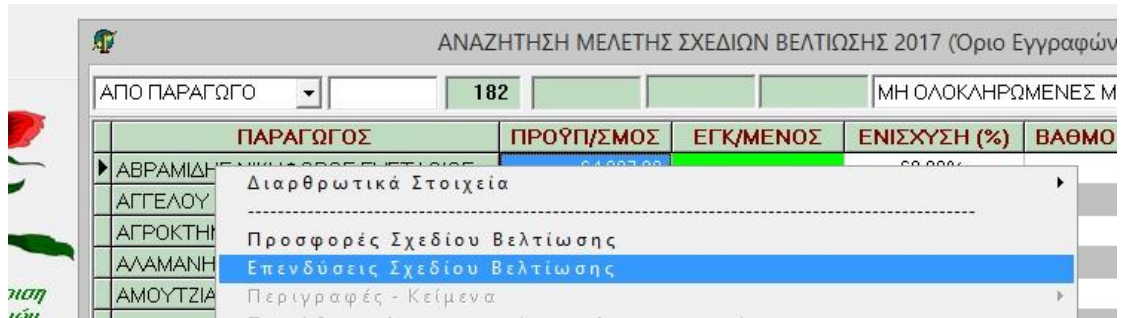 ΑΝΑΖΗΤΗΣΗ ΜΕΛΕΤΗΣ ΣΧΕΔΙΩΝ ΒΕΛΤΙΩΣΗΣ 2017 (Όριο Εγγραφών
ΑΠΟ ΠΑΡΑΓΩΓΟ 182 ΜΗ ΟΛΟΚΛΗΡΩΜΕΝΕΣ Μ
ΠΑΡΑΓΩΓΟΣ ΠΡΟΫΠ/ΣΜΟΣ ΕΓΚ/ΜΕΝΟΣ ΕΝΙΣΧΥΣΗ (%) ΒΑΘΜΟ
ΑΒΡΑΜΙΔΗ
Διαρθρωτικά Στοιχεία
ΑΓΓΕΛΟΥ
ΑΓΡΟΚΤΗ
Προσφορές Σχεδίου Βελτίωσης
ΑΛΑΜΑΝΗ
Επενδύσεις Σχεδίου Βελτίωσης
ΑΜΟΥΤΖΙΑ
Περιγραφές - Κείμενα